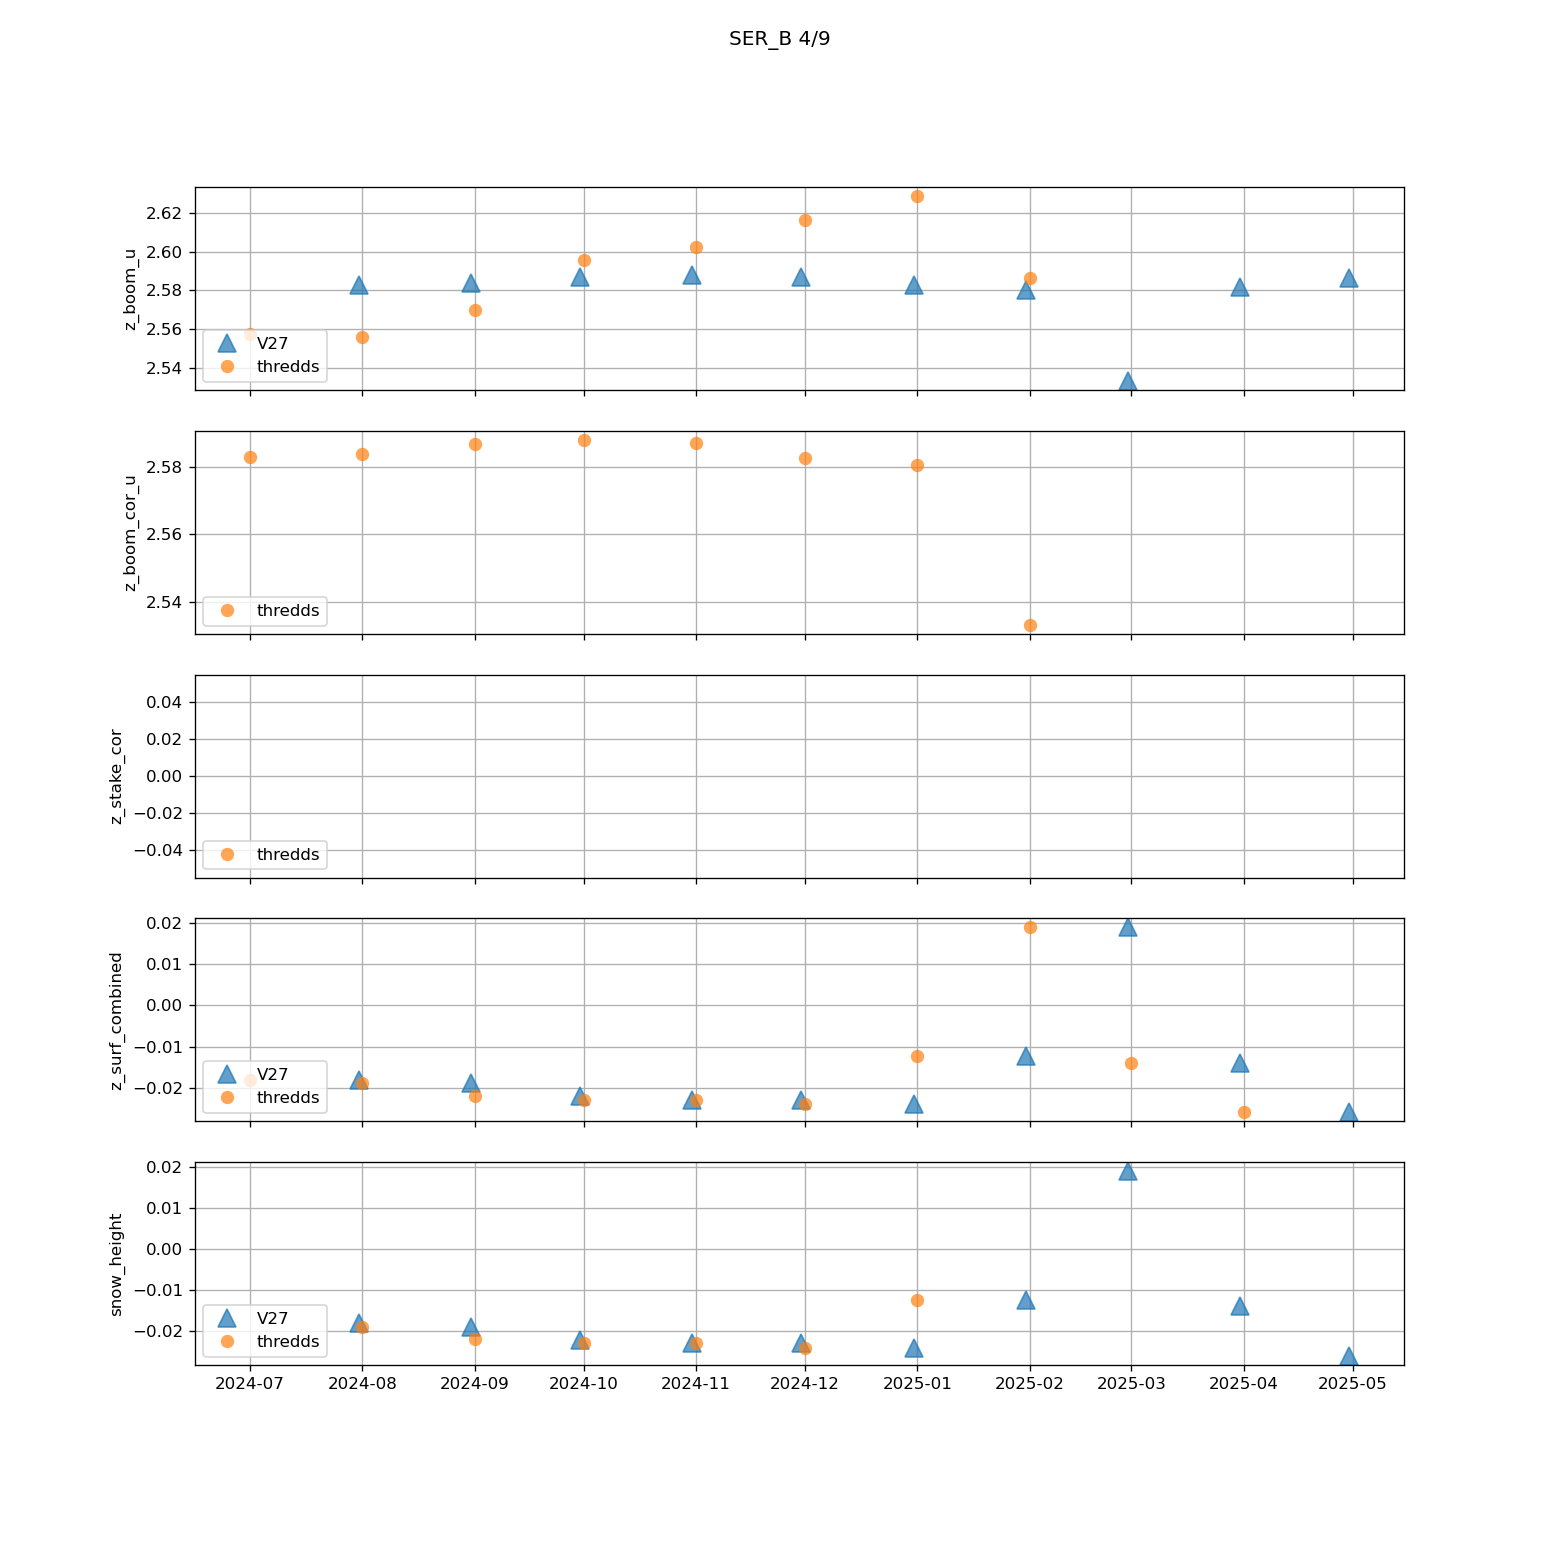 SER_B 4/9
z_boom_u
2.62
2.60
2.58
2.56
2.54
V27
thredds
z_boom_cor_u
2.58
2.56
2.54
thredds
z_stake_cor
0.04
0.02
0.00
−0.02
−0.04
thredds
z_surf_combined
0.02
0.01
0.00
−0.01
−0.02
V27
thredds
snow_height
0.02
0.01
0.00
−0.01
−0.02
V27
thredds
2024-07 2024-08 2024-09 2024-10 2024-11 2024-12 2025-01 2025-02 2025-03 2025-04 2025-05